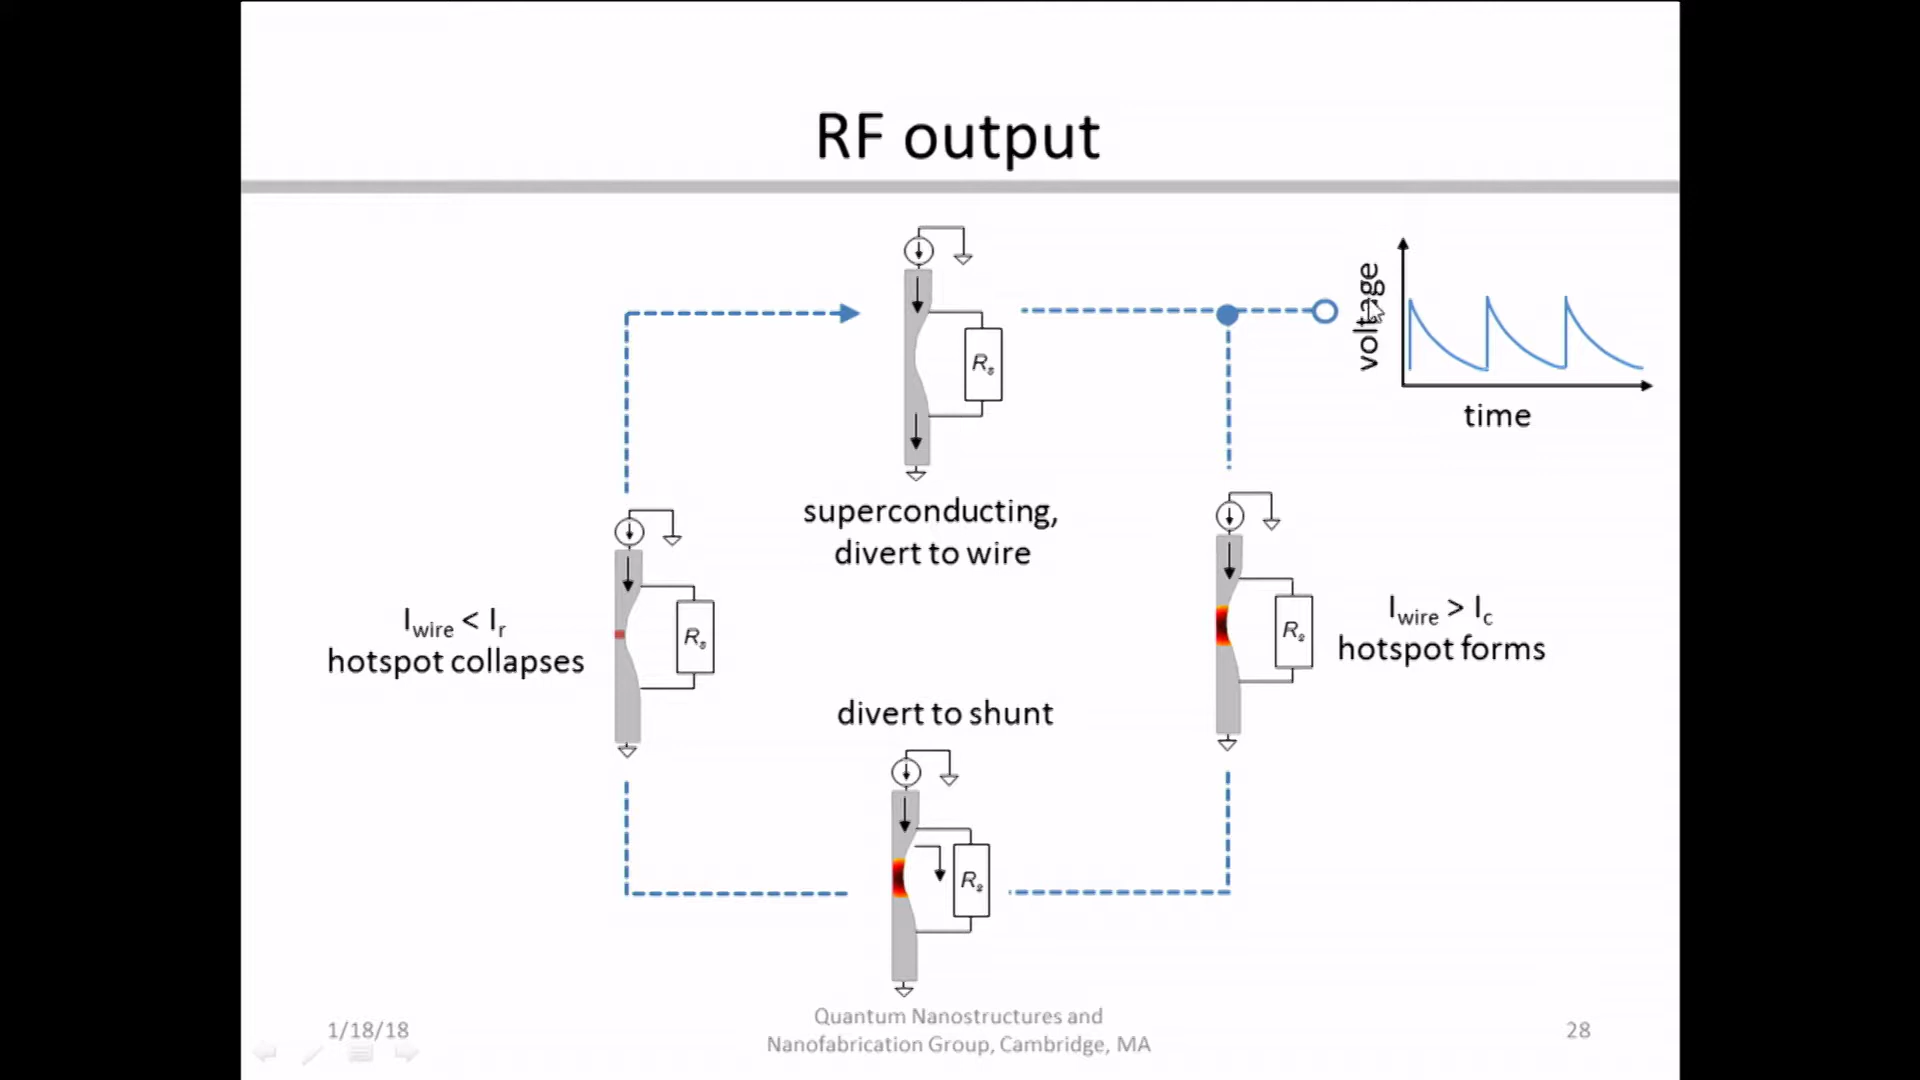 RF output
voltage
time
R_s
superconducting,
divert to wire
I_wire < I_r
hotspot collapses
R_s
R_s
I_wire > I_c
hotspot forms
divert to shunt
R_s
1/18/18
Quantum Nanostructures and
Nanofabrication Group, Cambridge, MA
28